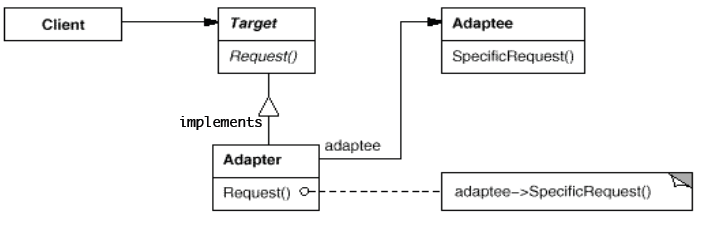 Client
Target
Request()
Adaptee
SpecificRequest()
implements
adaptee
Adapter
Request()
adaptee->SpecificRequest()